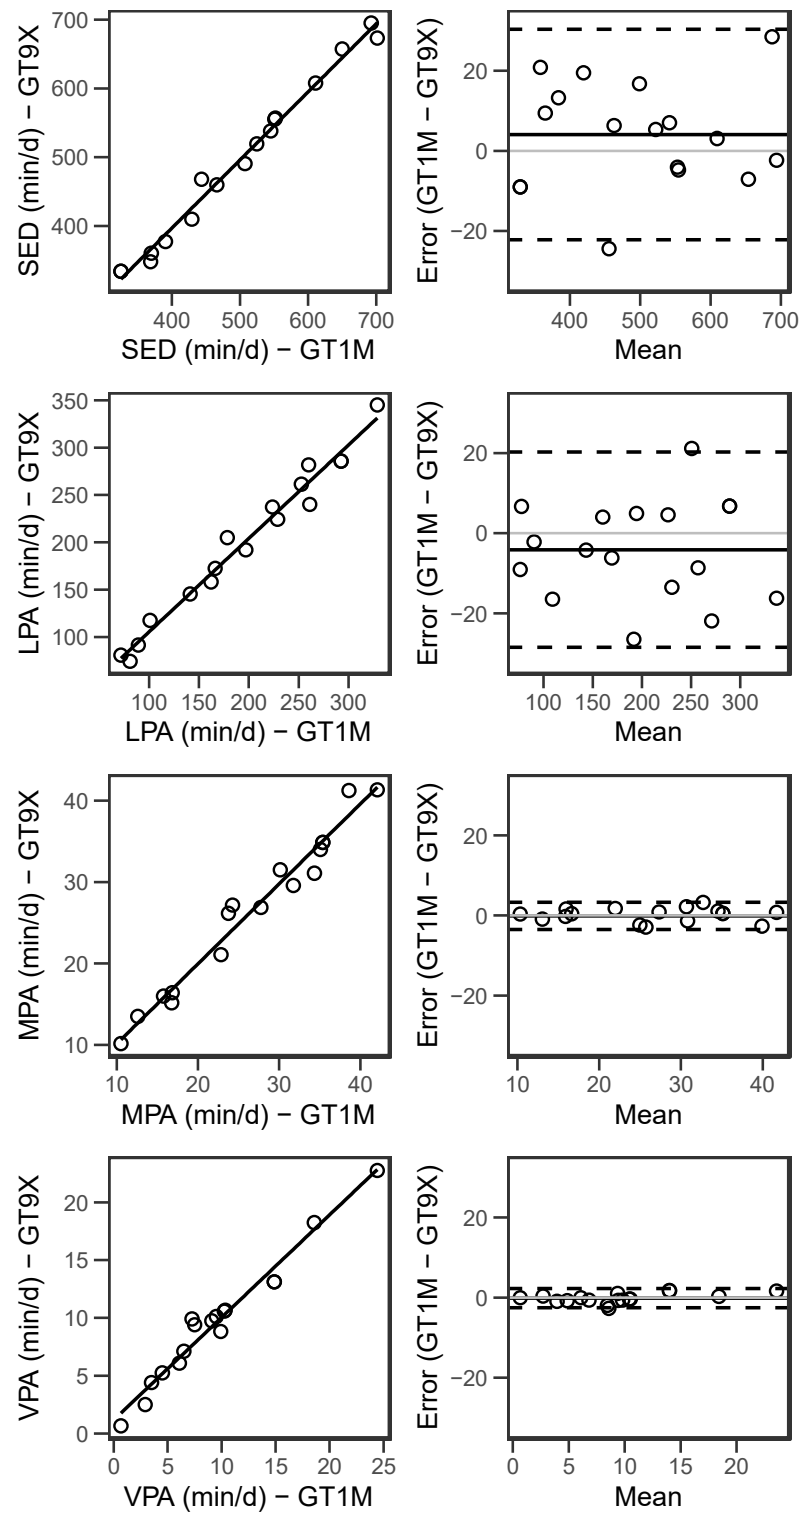 SED (min/d) − GT9X
700
600
500
400
400 500 600 700
SED (min/d) − GT1M
Error (GT1M − GT9X)
20
0
−20
400 500 600 700
Mean
LPA (min/d) − GT9X
350
300
250
200
150
100
100 150 200 250 300
LPA (min/d) − GT1M
Error (GT1M − GT9X)
20
0
−20
100 150 200 250 300
Mean
MPA (min/d) − GT9X
40
30
20
10
10 20 30 40
MPA (min/d) − GT1M
Error (GT1M − GT9X)
20
0
−20
10 20 30 40
Mean
VPA (min/d) − GT9X
20
15
10
5
0
0 5 10 15 20 25
VPA (min/d) − GT1M
Error (GT1M − GT9X)
20
0
−20
0 5 10 15 20
Mean